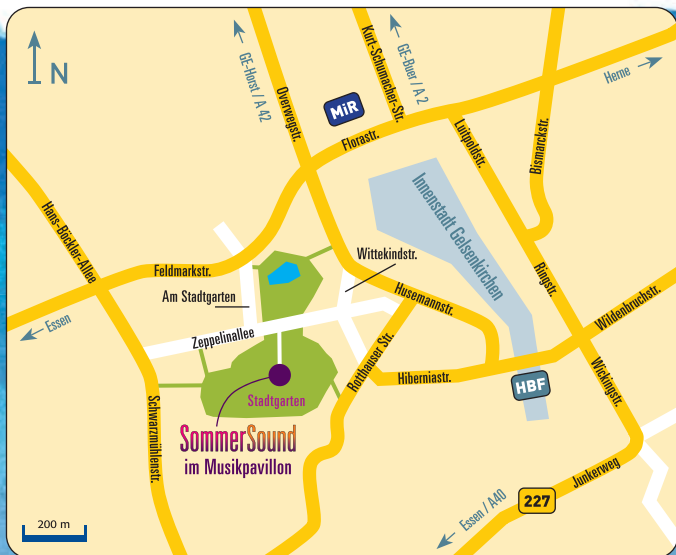 N
GE-Horst / A 42
Overwegstr.
MiR
Kurt-Schumacher-Str.
GE-Buer / A 2
Herne
Florastr.
Luitpoldstr.
Bismarckstr.
Hans-Böckler-Allee
Innenstadt Gelsenkirchen
Feldmarkstr.
Wittekindstr.
Am Stadtgarten
Husemannstr.
Ringstr.
Wildenbruchstr.
Essen
Zeppelinallee
Rotthauser Str.
Hiberniastr.
HBF
Wickingstr.
Schwarzmühlenstr.
Stadtgarten
SommerSound
im Musikpavillon
Junkerweg
227
Essen / A40
200 m